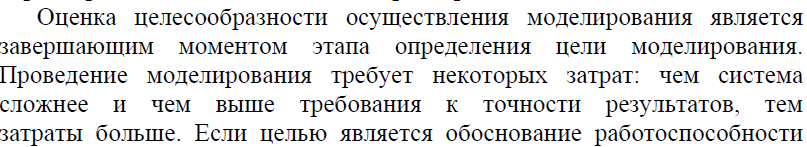 Оценка целесообразности осуществления моделирования является
завершающим моментом этапа определения цели моделирования.
Проведение моделирования требует некоторых затрат: чем система
сложнее и чем выше требования к точности результатов, тем
затраты больше. Если целью является обоснование работоспособности